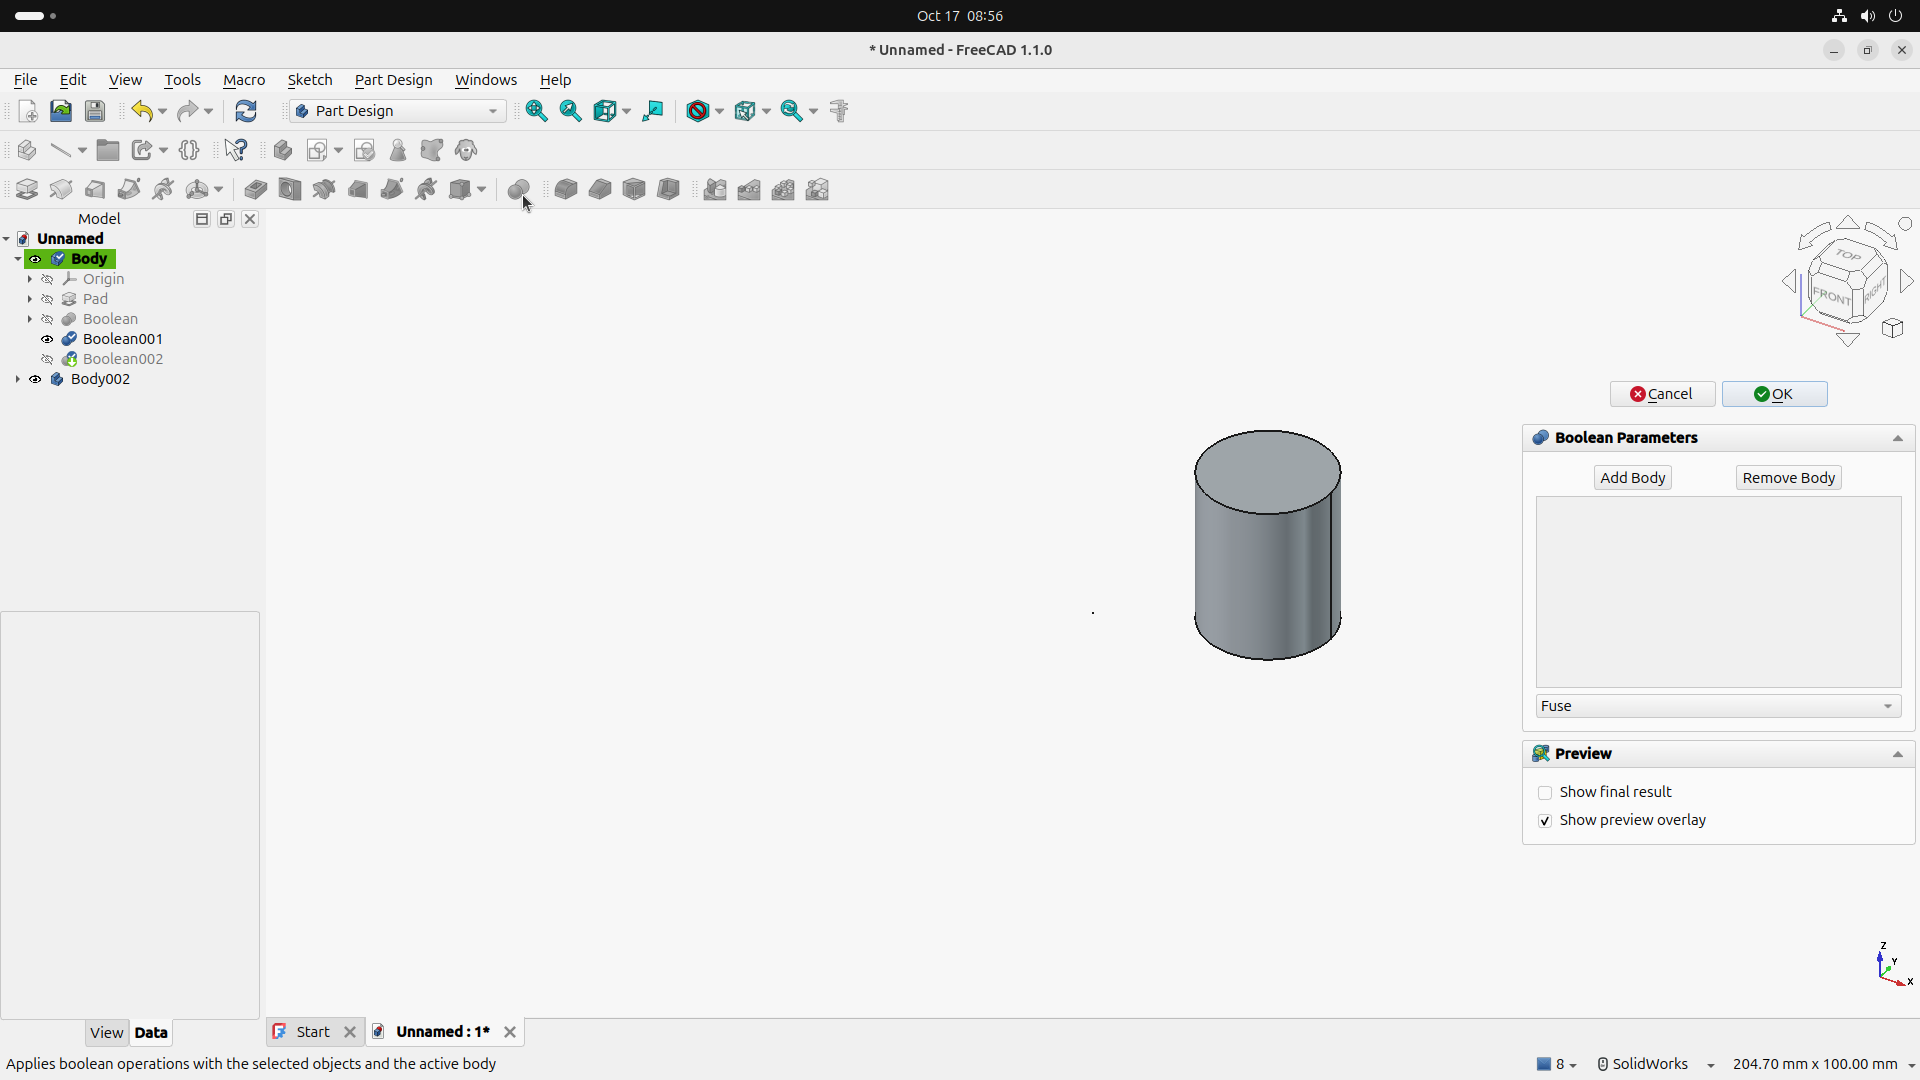 Oct 17 08:56
* Unnamed - FreeCAD 1.1.0
File Edit View Tools Macro Sketch Part Design Windows Help
Part Design
Model
Unnamed
Body
Origin
Pad
Boolean
Boolean001
Boolean002
Body002
TOP
FRONT
RIGHT
Cancel OK
Boolean Parameters
Add Body Remove Body
Fuse
Preview
Show final result
Show preview overlay
Z
Y
X
View Data
Start Unnamed : 1*
Applies boolean operations with the selected objects and the active body
8 SolidWorks 204.70 mm x 100.00 mm